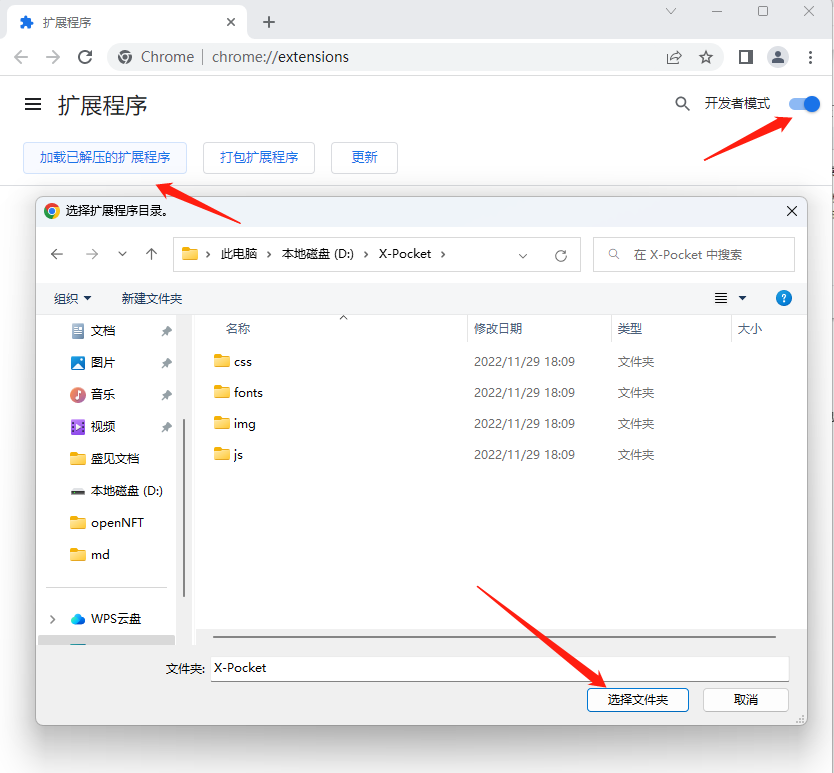 扩展程序
Chrome | chrome://extensions
扩展程序
开发者模式
加载已解压的扩展程序 打包扩展程序 更新
选择扩展程序目录。
此电脑 › 本地磁盘 (D:) › X-Pocket ›
在 X-Pocket 中搜索
组织 新建文件夹
名称 修改日期 类型 大小
文档
图片
音乐
视频
盛见文档
本地磁盘 (D:)
openNFT
md
WPS云盘
css 2022/11/29 18:09 文件夹
fonts 2022/11/29 18:09 文件夹
img 2022/11/29 18:09 文件夹
js 2022/11/29 18:09 文件夹
文件夹: X-Pocket
选择文件夹 取消